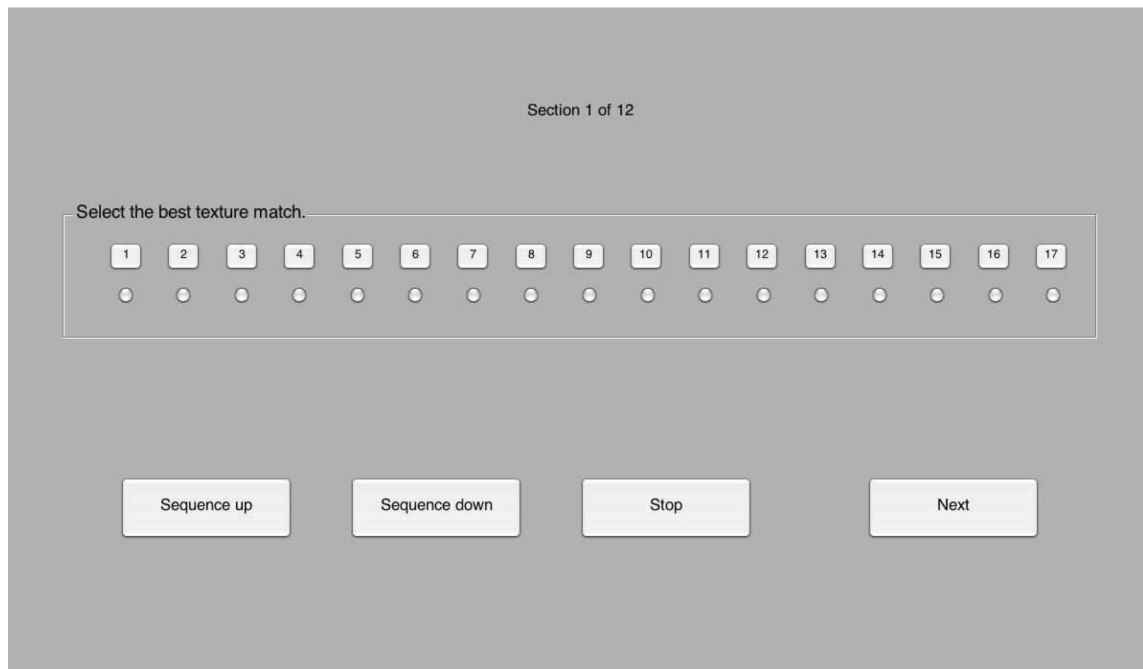 Section 1 of 12
Select the best texture match.
1 2 3 4 5 6 7 8 9 10 11 12 13 14 15 16 17
Sequence up Sequence down Stop Next